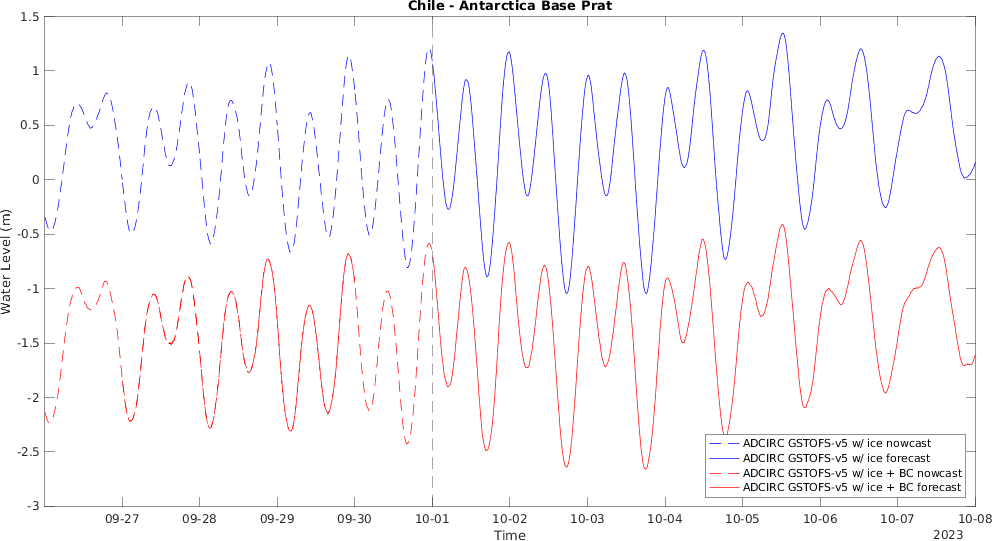 Chile - Antarctica Base Prat
1.5
1
0.5
0
-0.5
-1
-1.5
-2
-2.5
-3
Water Level (m)
ADCIRC GSTOFS-v5 w/ ice nowcast
ADCIRC GSTOFS-v5 w/ ice forecast
ADCIRC GSTOFS-v5 w/ ice + BC nowcast
ADCIRC GSTOFS-v5 w/ ice + BC forecast
09-27 09-28 09-29 09-30 10-01 10-02 10-03 10-04 10-05 10-06 10-07 10-08
Time
2023